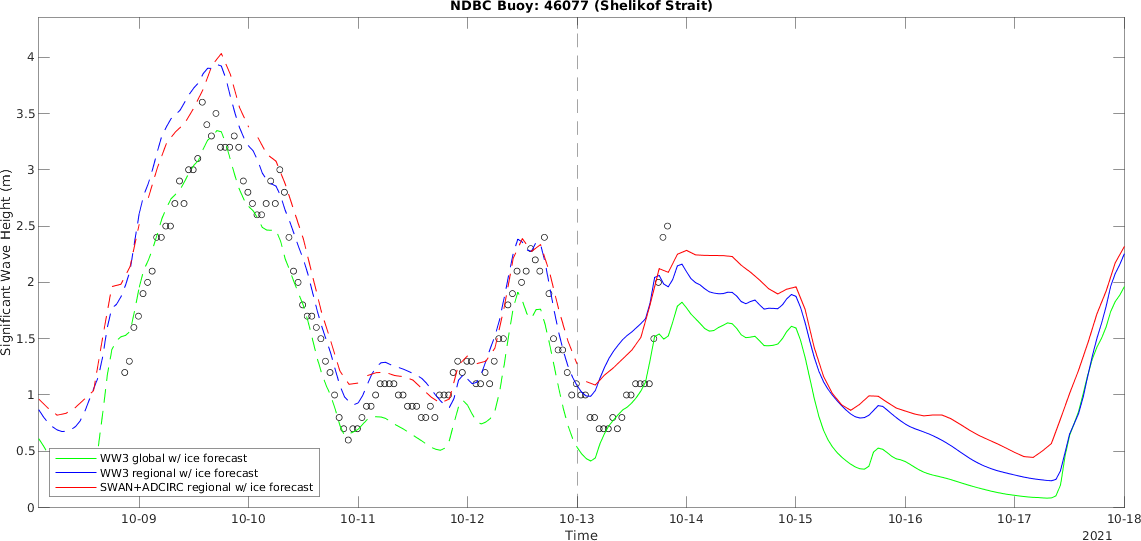 NDBC Buoy: 46077 (Shelikof Strait)
Significant Wave Height (m)
4
3.5
3
2.5
2
1.5
1
0.5
0
WW3 global w/ ice forecast
WW3 regional w/ ice forecast
SWAN+ADCIRC regional w/ ice forecast
10-09 10-10 10-11 10-12 10-13 10-14 10-15 10-16 10-17 10-18
Time
2021